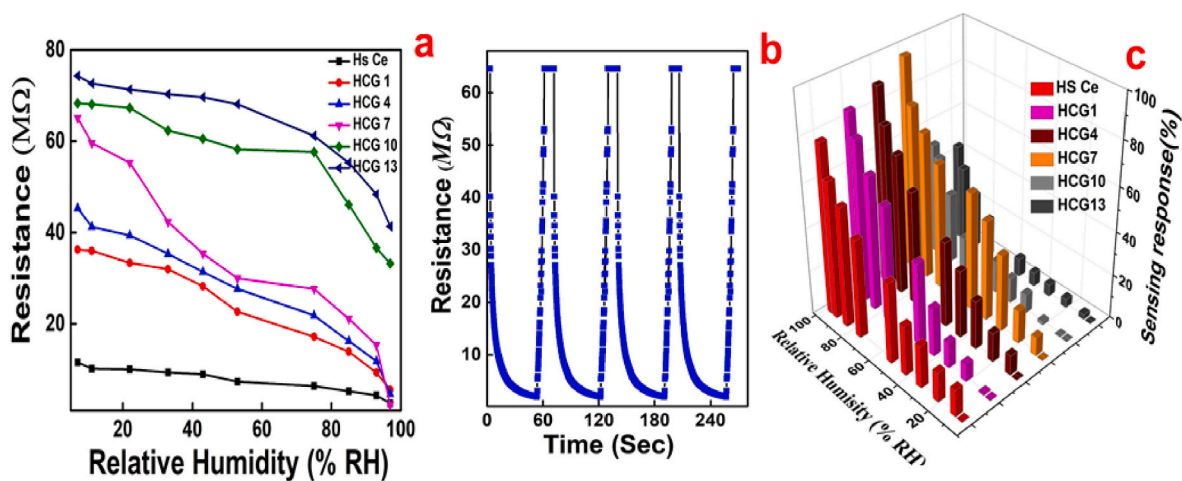 a
80
60
40
20
20
40
60
80
100
Resistance (MΩ)
Relative Humidity (% RH)
Hs Ce
HCG 1
HCG 4
HCG 7
HCG 10
HCG 13
b
60
50
40
30
20
10
0
60
120
180
240
Resistance (MΩ)
Time (Sec)
c
HS Ce
HCG1
HCG4
HCG7
HCG10
HCG13
100
80
60
40
20
0
Sensing response(%)
100
80
60
40
20
Relative Humisity (% RH)